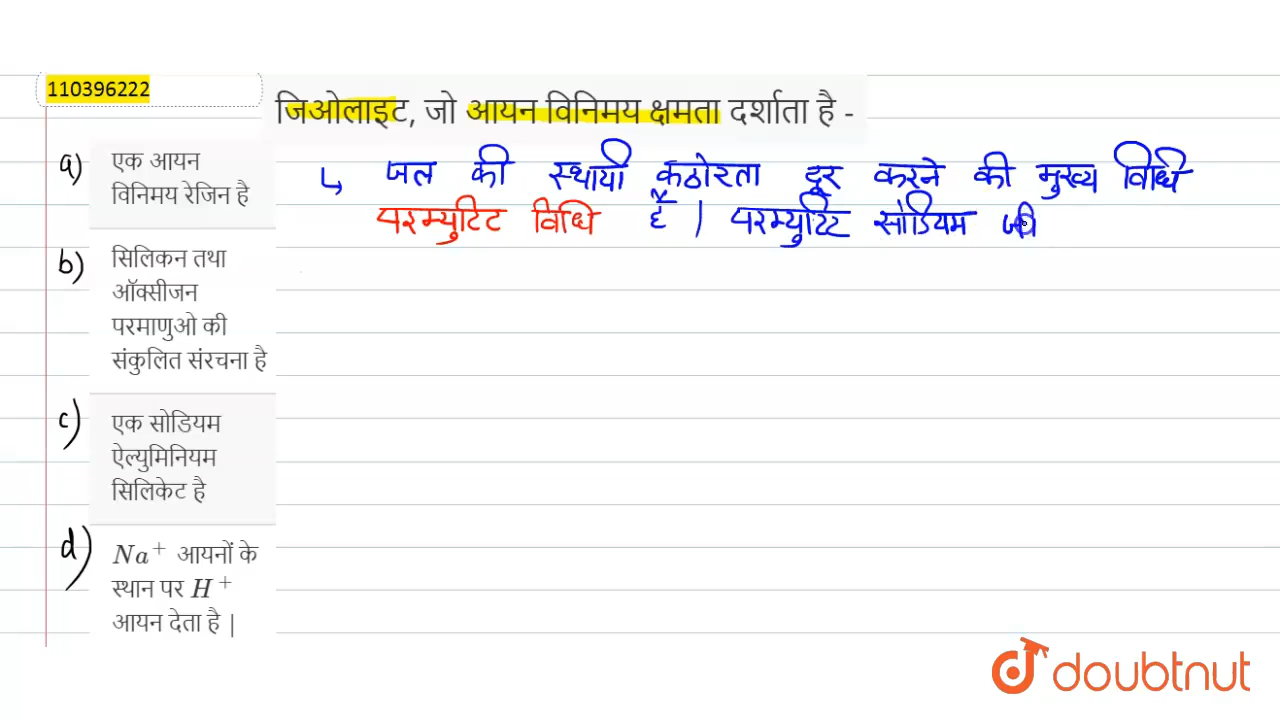 110396222
जिओलाइट, जो आयन विनिमय क्षमता दर्शाता है -
a) एक आयन
विनिमय रेजिन है
b) सिलिकन तथा
ऑक्सीजन
परमाणुओ की
संकुलित संरचना है
c) एक सोडियम
ऐल्युमिनियम
सिलिकेट है
d) Na⁺ आयनों के
स्थान पर H⁺
आयन देता है |
↳ जल की स्थायी कठोरता दूर करने की मुख्य विधि
परम्युटिट विधि है | परम्युटिट सोडियम
doubtnut